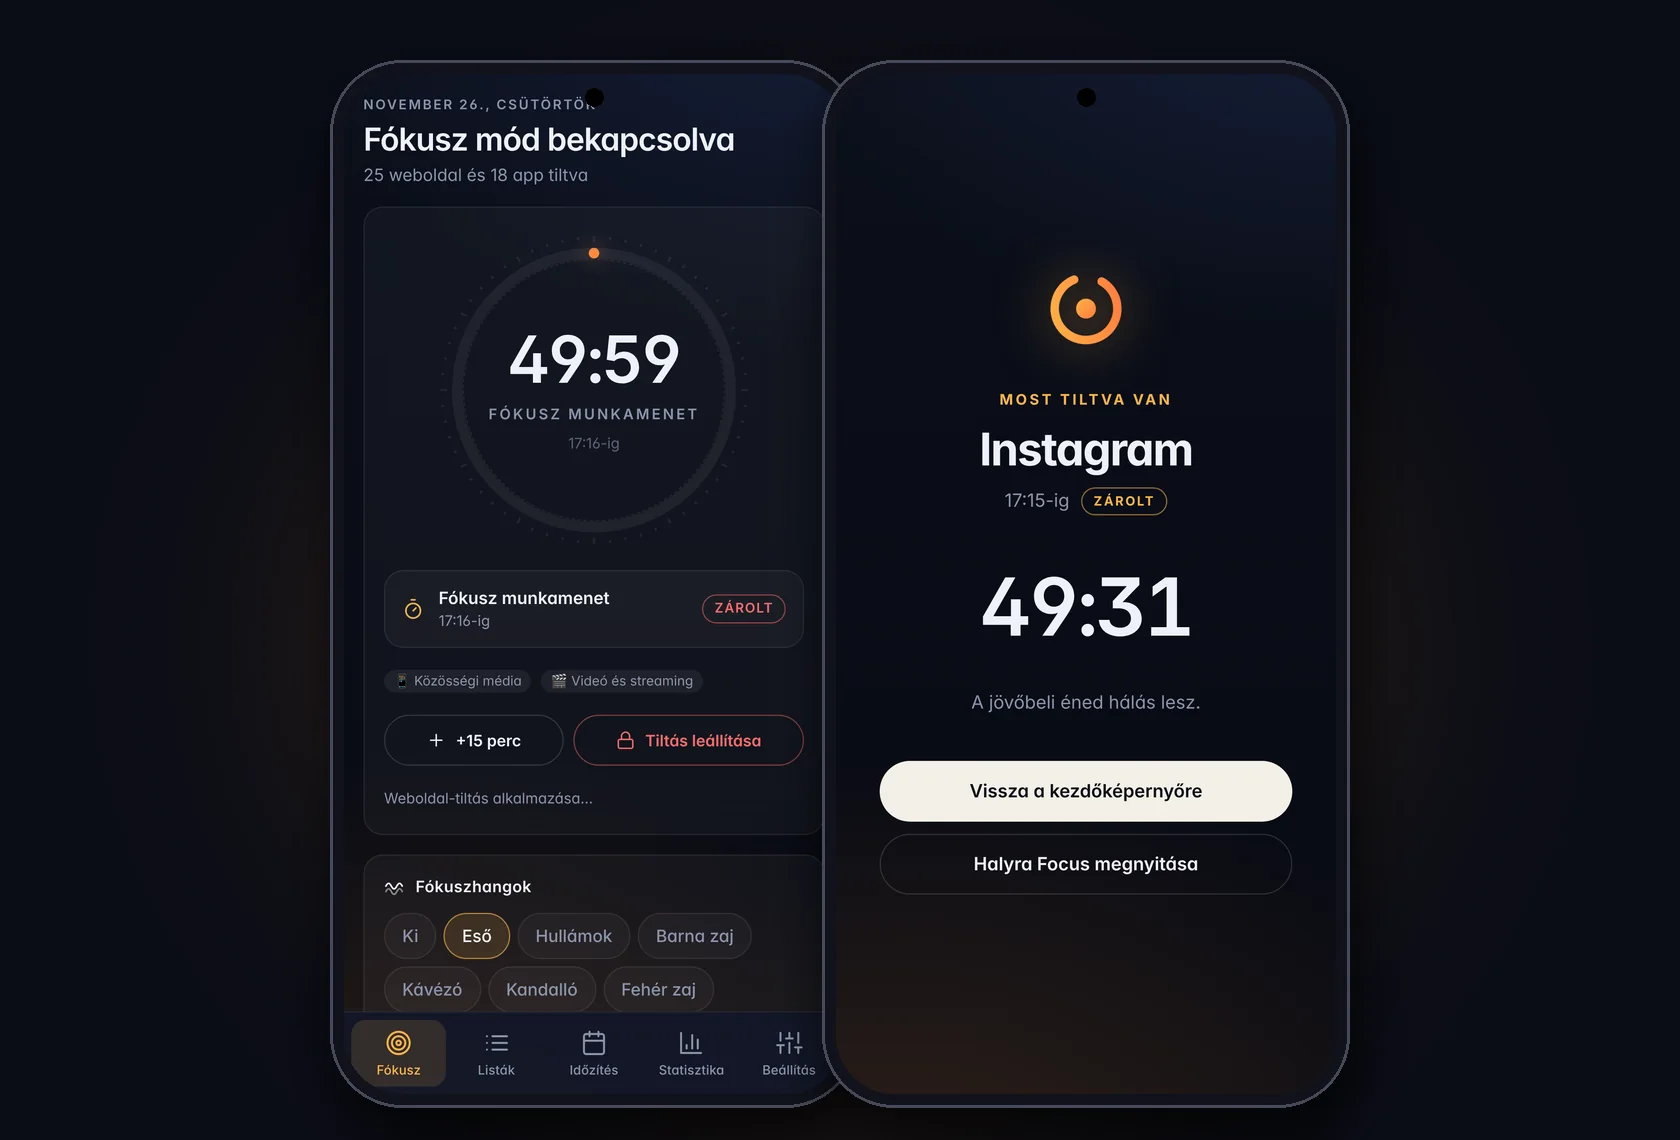 NOVEMBER 26., CSÜTÖRTÖK
Fókusz mód bekapcsolva
25 weboldal és 18 app tiltva
49:59
FÓKUSZ MUNKAMENET
17:16-ig
Fókusz munkamenet
17:16-ig
ZÁROLT
Közösségi média
Videó és streaming
+15 perc
Tiltás leállítása
Weboldal-tiltás alkalmazása...
Fókuszhangok
Ki
Eső
Hullámok
Barna zaj
Kávézó
Kandalló
Fehér zaj
Fókusz
Listák
Időzítés
Statisztika
Beállítás
MOST TILTVA VAN
Instagram
17:15-ig
ZÁROLT
49:31
A jövőbeli éned hálás lesz.
Vissza a kezdőképernyőre
Halyra Focus megnyitása